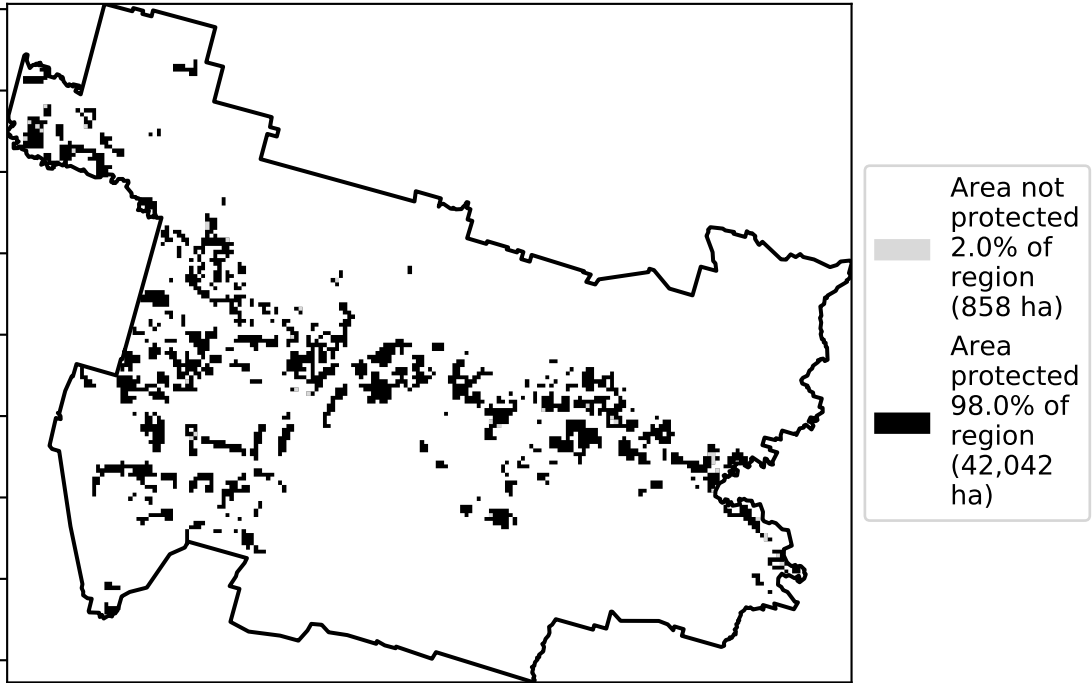 Area not
protected
2.0% of
region
(858 ha)
Area
protected
98.0% of
region
(42,042
ha)